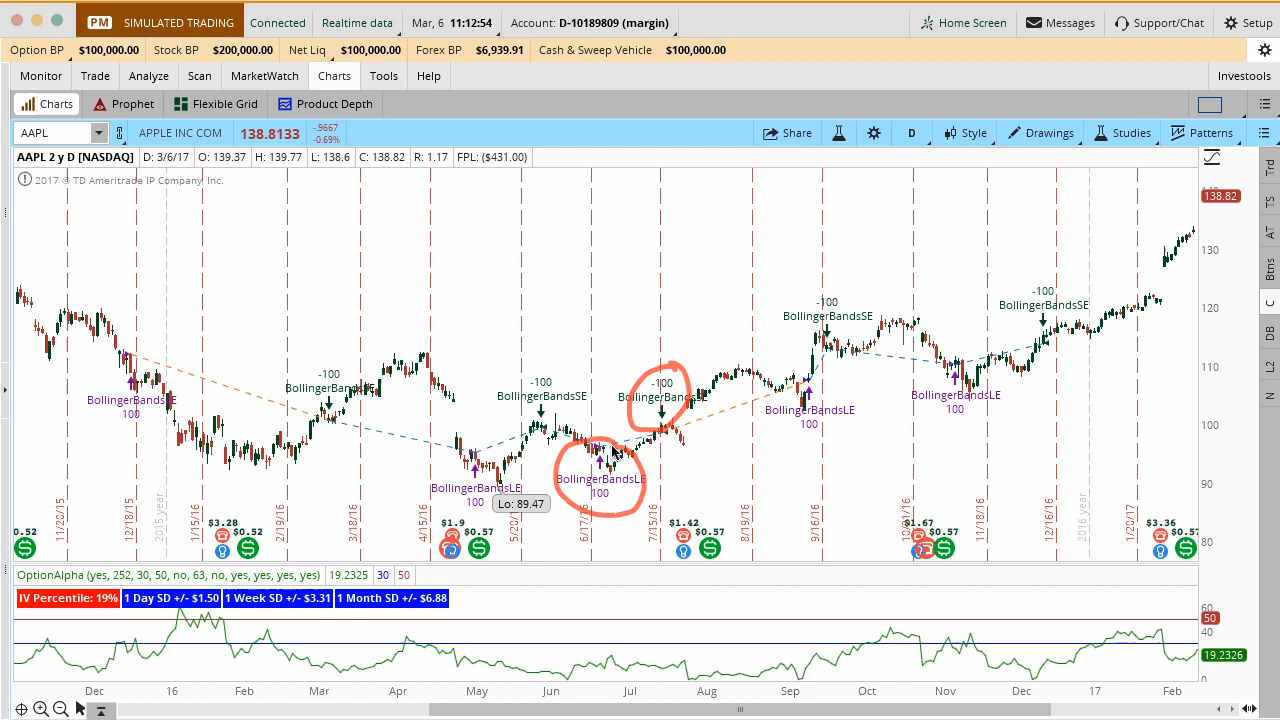 PM SIMULATED TRADING Connected Realtime data Mar, 6 11:12:54 Account: D-10189809 (margin) Home Screen Messages Support/Chat Setup
Option BP $100,000.00 Stock BP $200,000.00 Net Liq $100,000.00 Forex BP $6,939.91 Cash & Sweep Vehicle $100,000.00
Monitor Trade Analyze Scan MarketWatch Charts Tools Help Investools
Charts Prophet Flexible Grid Product Depth
AAPL APPLE INC COM 138.8133 -.9667 -0.69% Share D Style Drawings Studies Patterns
AAPL 2 y D [NASDAQ] D: 3/6/17 O: 139.37 H: 139.77 L: 138.6 C: 138.82 R: 1.17 FPL: ($431.00)
2017 © TD Ameritrade IP Company, Inc.
138.82
130
120
110
100
90
80
Trd
TS
AT
Btns
C
DB
N
BollingerBandsLE
100
-100
BollingerBandsSE
BollingerBandsLE
100
-100
BollingerBandsSE
BollingerBandsLE
100
-100
BollingerBandsSE
BollingerBandsLE
100
-100
BollingerBandsSE
BollingerBandsLE
100
-100
BollingerBandsSE
Lo: 89.47
11/20/15 12/18/15 2015 year 1/15/16 2/19/16 3/18/16 4/15/16 5/20/ 6/17/16 7/15/16 8/19/16 9/16/16 11/18/16 12/16/16 2016 year 1/20/17
0.52 $3.28 $0.52 $1.9 $0.57 $1.42 $0.57 $1.67 $0.57 $3.36 $0.57
OptionAlpha (yes, 252, 30, 50, no, 63, no, yes, yes, yes, yes) 19.2325 30 50
IV Percentile: 19% 1 Day SD +/- $1.50 1 Week SD +/- $3.31 1 Month SD +/- $6.88
60
50
40
19.2326
0
Dec 16 Feb Mar Apr May Jun Jul Aug Sep Oct Nov Dec 17 Feb